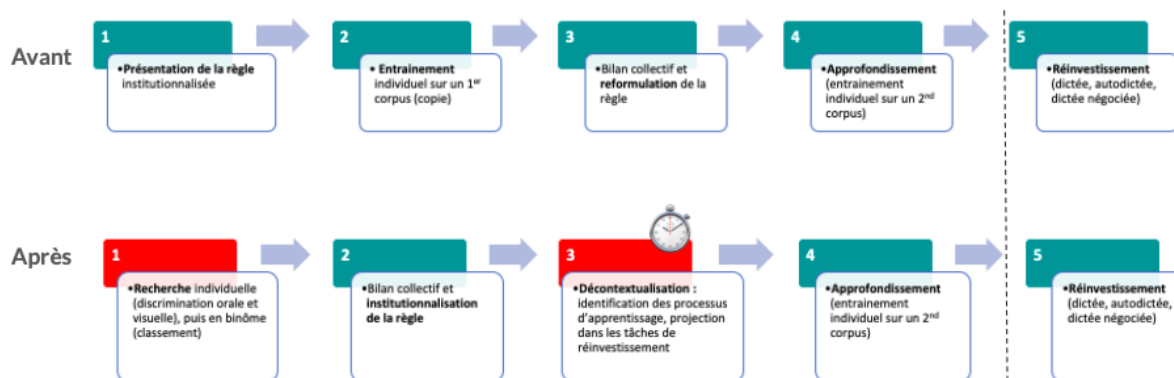 Avant
1
•Présentation de la règle
institutionnalisée
2
• Entrainement
individuel sur un 1er
corpus (copie)
3
•Bilan collectif et
reformulation de la
règle
4
•Approfondissement
(entrainement
individuel sur un 2nd
corpus)
5
•Réinvestissement
(dictée, autodictée,
dictée négociée)
Après
1
•Recherche individuelle
(discrimination orale et
visuelle), puis en binôme
(classement)
2
•Bilan collectif et
institutionnalisation
de la règle
3
•Décontextualisation :
identification des processus
d'apprentissage, projection
dans les tâches de
réinvestissement
4
•Approfondissement
(entrainement
individuel sur un 2nd
corpus)
5
•Réinvestissement
(dictée, autodictée,
dictée négociée)